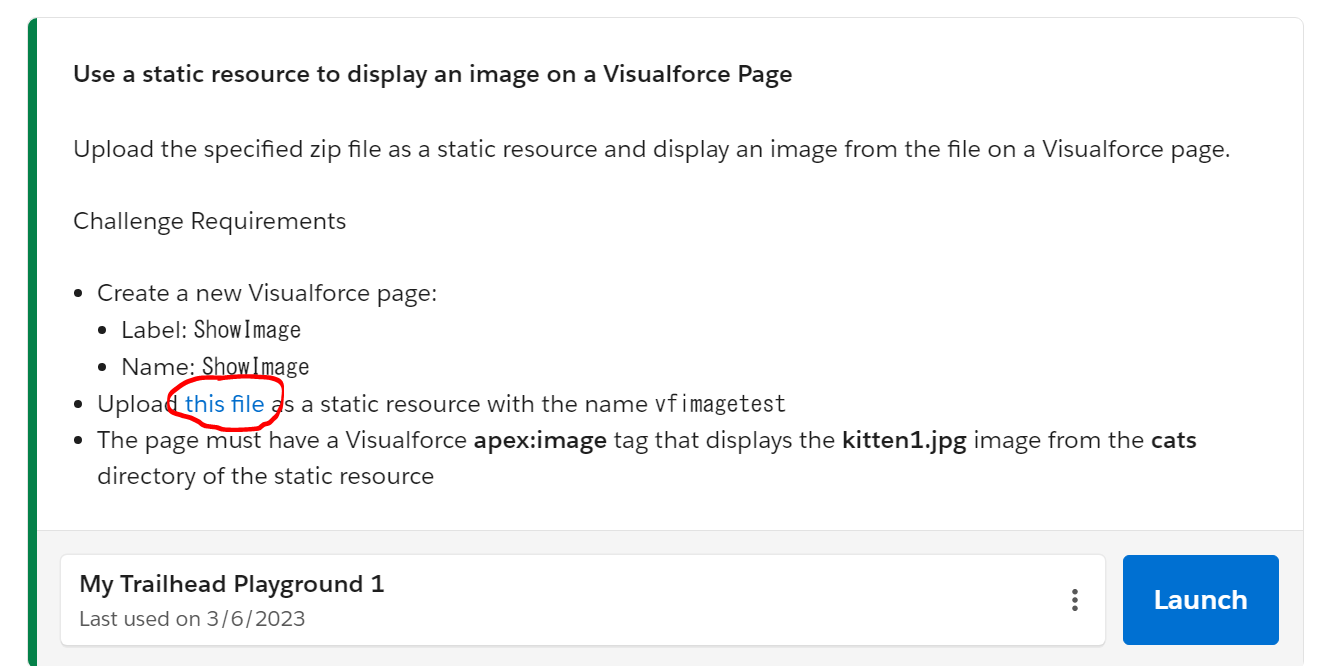 Use a static resource to display an image on a Visualforce Page
Upload the specified zip file as a static resource and display an image from the file on a Visualforce page.
Challenge Requirements
• Create a new Visualforce page:
• Label: ShowImage
• Name: ShowImage
• Upload this file as a static resource with the name vfimagetest
• The page must have a Visualforce apex:image tag that displays the kitten1.jpg image from the cats
directory of the static resource
My Trailhead Playground 1
Last used on 3/6/2023
Launch